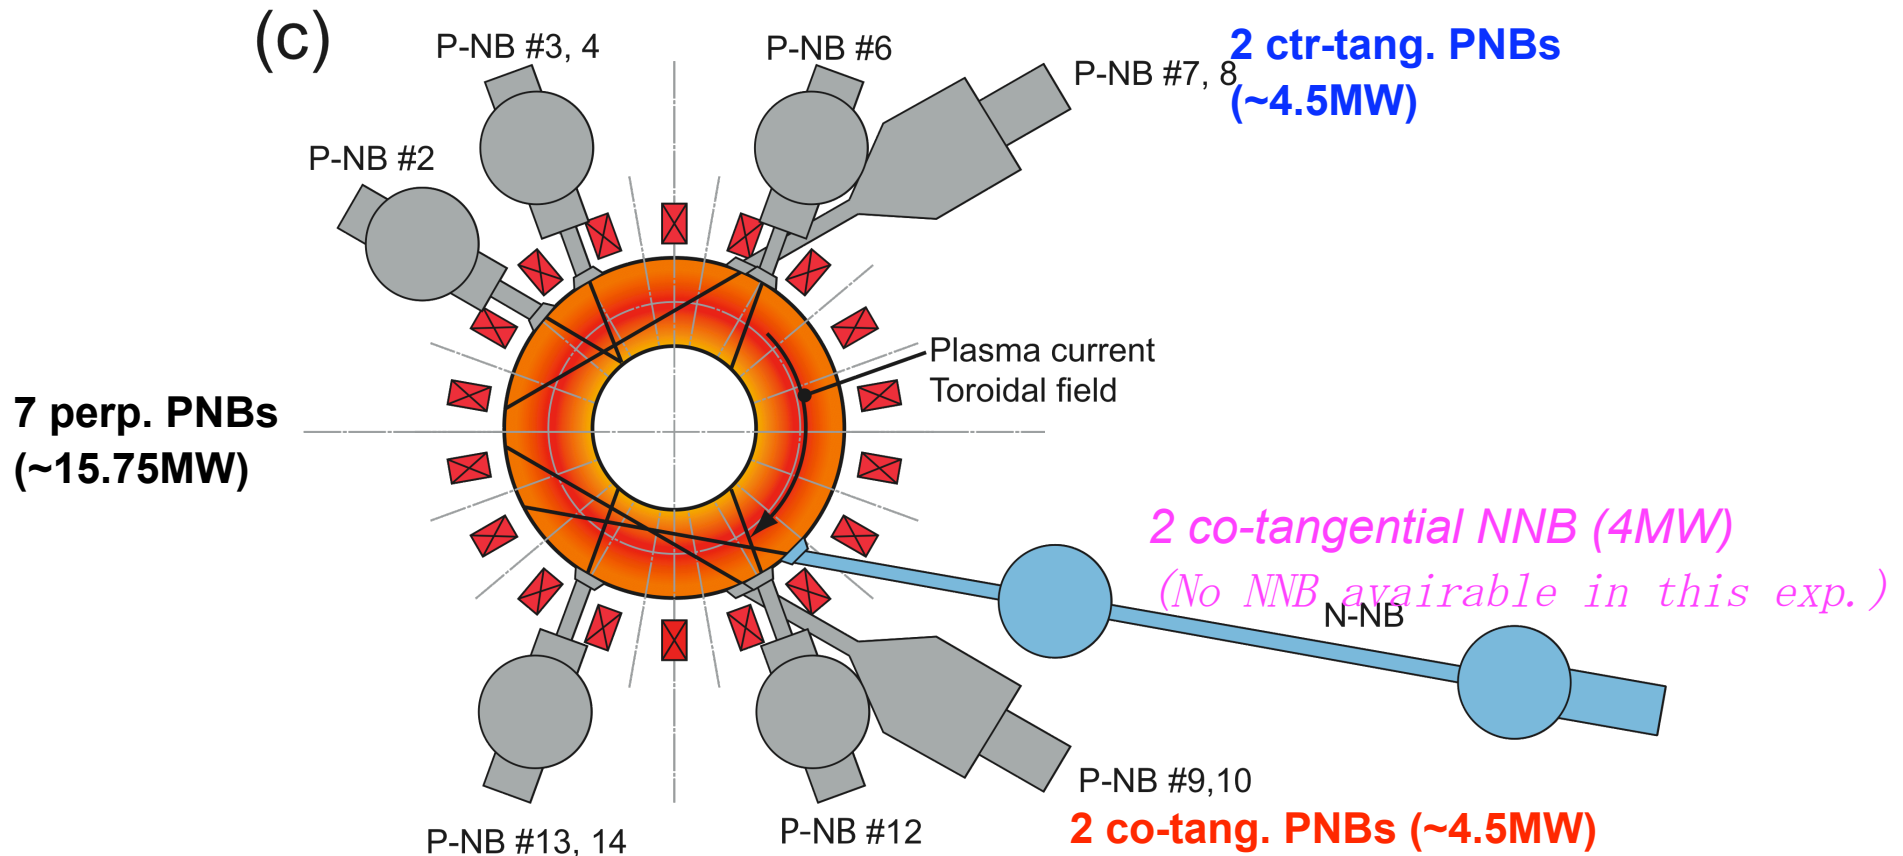 (c)
P-NB #3, 4
P-NB #6
2 ctr-tang. PNBs
(~4.5MW)
P-NB #7, 8
P-NB #2
Plasma current
Toroidal field
7 perp. PNBs
(~15.75MW)
2 co-tangential NNB (4MW)
(No NNB avairable in this exp.)
N-NB
P-NB #9,10
2 co-tang. PNBs (~4.5MW)
P-NB #12
P-NB #13, 14